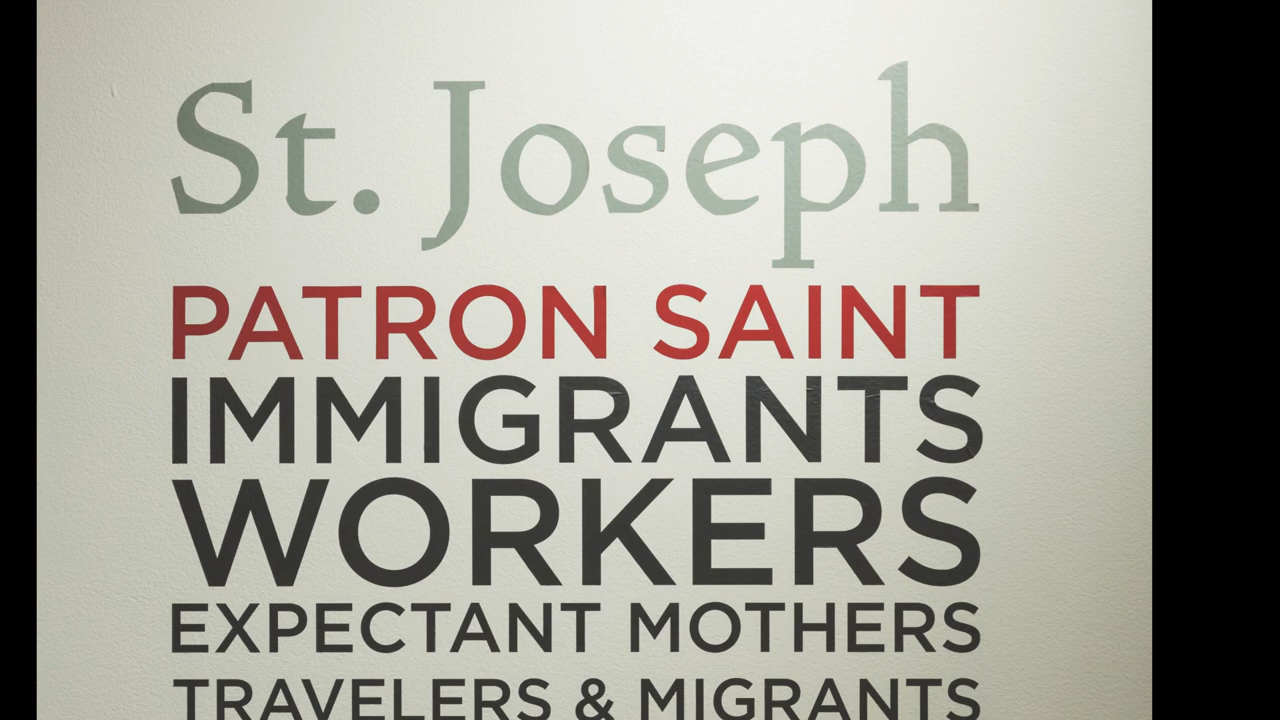 St. Joseph
PATRON SAINT
IMMIGRANTS
WORKERS
EXPECTANT MOTHERS
TRAVELERS & MIGRANTS